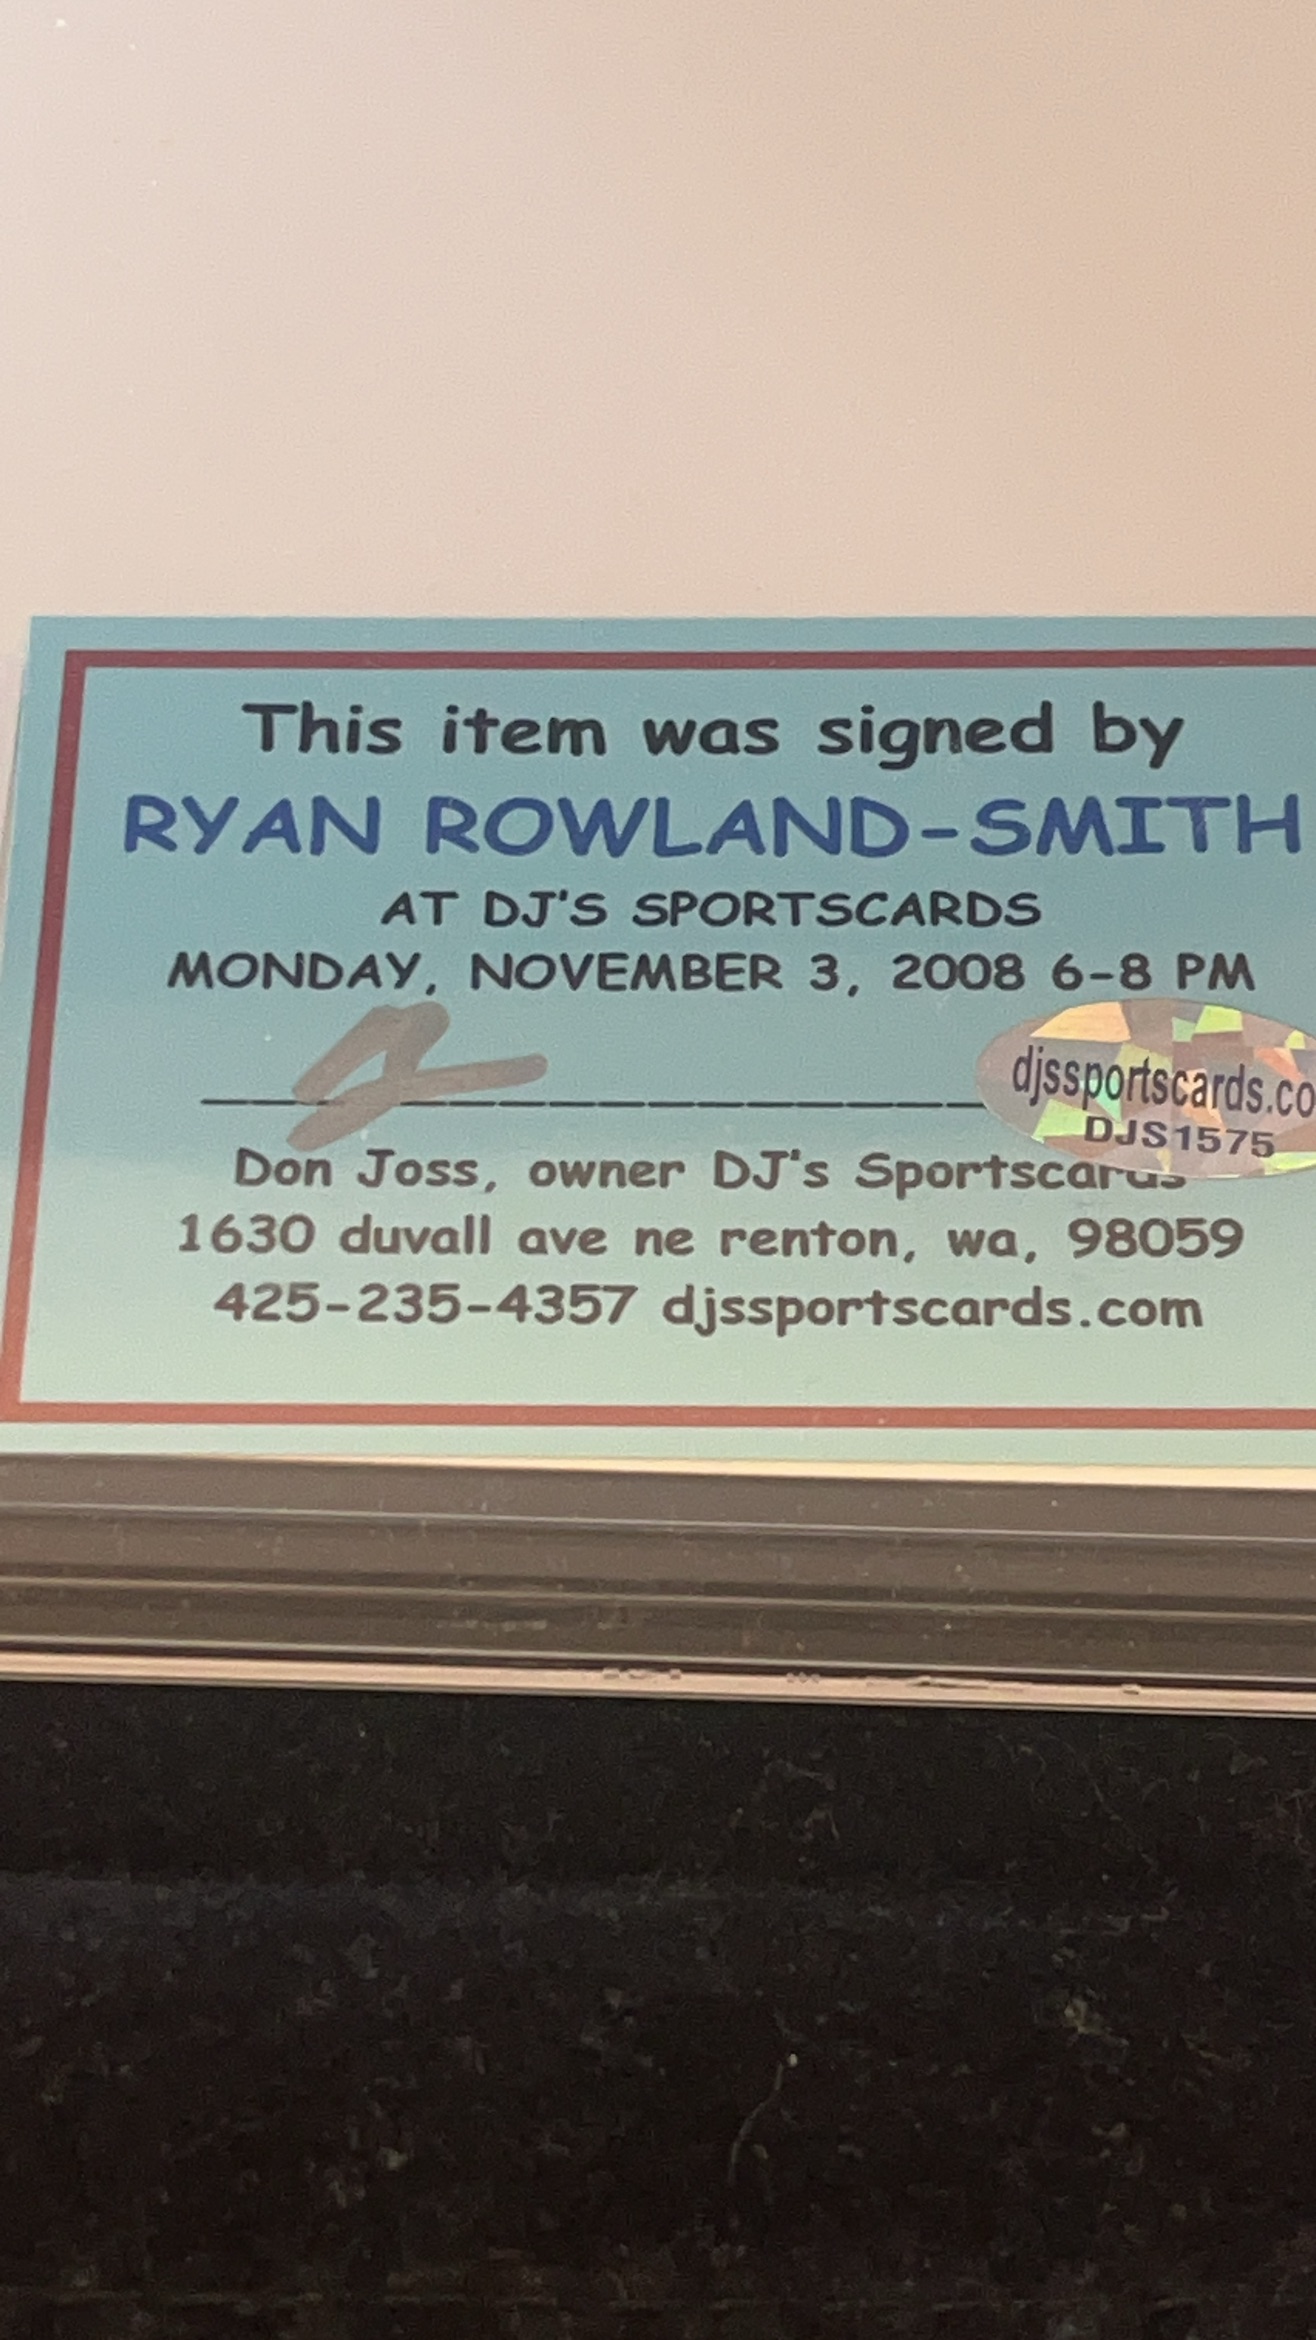 This item was signed by
RYAN ROWLAND-SMITH
AT DJ'S SPORTSCARDS
MONDAY, NOVEMBER 3, 2008 6-8 PM
djssportscards.co
DJS1575
Don Joss, owner DJ's Sportscards
1630 duvall ave ne renton, wa, 98059
425-235-4357 djssportscards.com